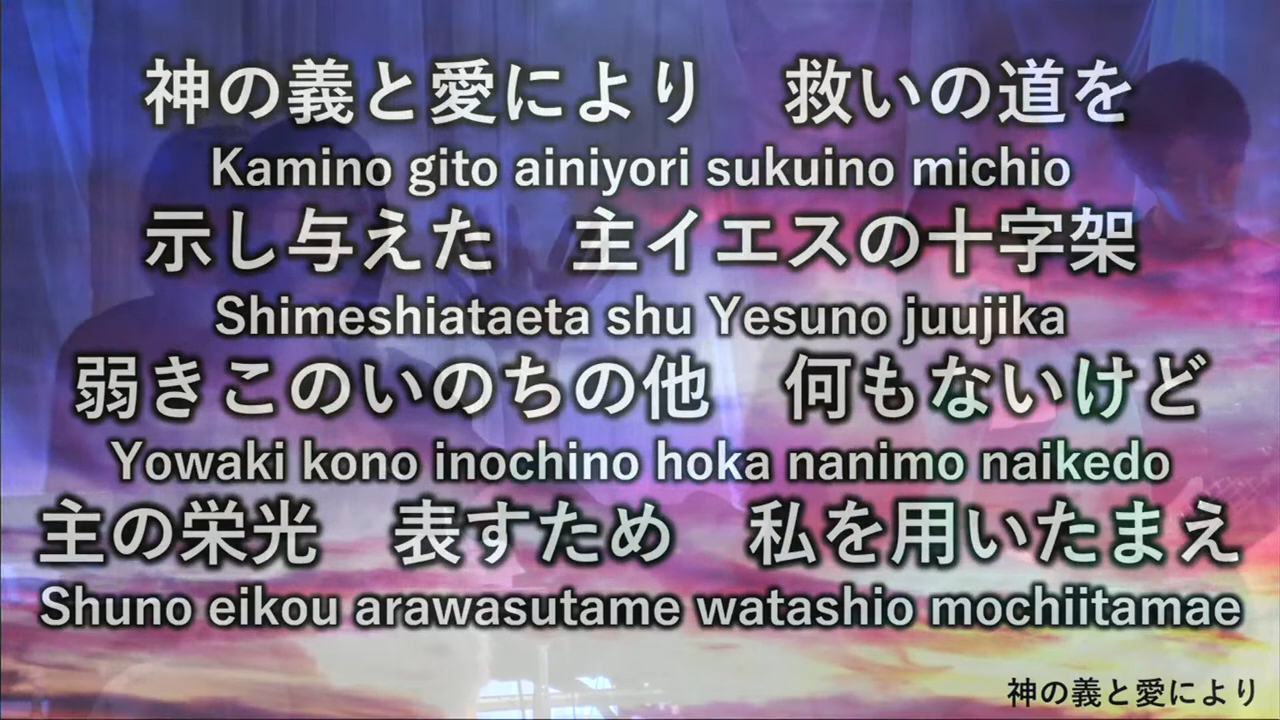 神の義と愛により　救いの道を
Kamino gito ainiyori sukuino michio
示し与えた　主イエスの十字架
Shimeshiataeta shu Yesuno juujika
弱きこのいのちの他　何もないけど
Yowaki kono inochino hoka nanimo naikedo
主の栄光　表すため　私を用いたまえ
Shuno eikou arawasutame watashio mochiitamae
神の義と愛により